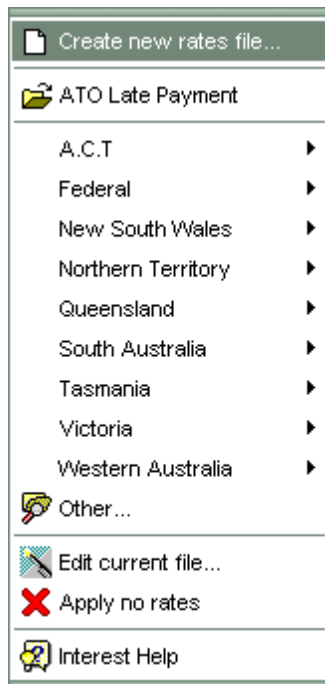 Create new rates file...
ATO Late Payment
A.C.T
Federal
New South Wales
Northern Territory
Queensland
South Australia
Tasmania
Victoria
Western Australia
Other...
Edit current file...
Apply no rates
Interest Help